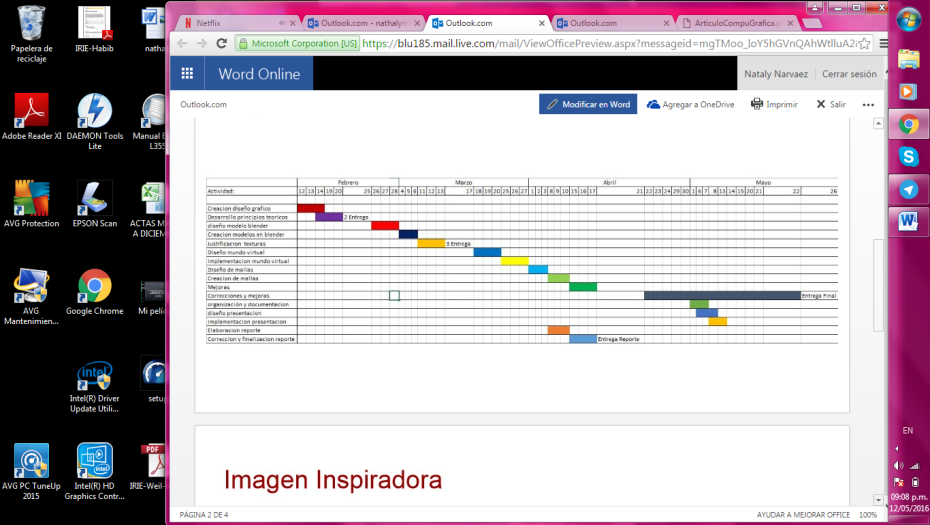 Papelera de
reciclaje
IRIE-Habib
natha
Adobe Reader XI
DAEMON Tools
Lite
Manual E
L355
AVG Protection
EPSON Scan
ACTAS M
A DICIEM
AVG
Mantenimien...
Google Chrome
Mi pelic
Intel(R) Driver
Update Utili...
setup
AVG PC TuneUp
2015
Intel(R) HD
Graphics Contr...
IRIE-Weil-
Netflix
Outlook.com - nathalyn
Outlook.com
Outlook.com
ArticuloCompuGrafica.p
Microsoft Corporation [US]
https://blu185.mail.live.com/mail/ViewOfficePreview.aspx?messageid=mgTMoo_IoY5hGVnQAhWtlluA2
Word Online
Nataly Narvaez
Cerrar sesión
Outlook.com
Modificar en Word
Agregar a OneDrive
Imprimir
Salir
Febrero Marzo Abril Mayo
Actividad: 12 13 14 19 20 25 26 27 28 4 5 6 11 12 13 17 18 19 20 25 26 27 1 2 3 8 9 10 15 16 17 21 22 23 24 29 30 1 6 7 8 13 14 15 20 21 22 26
Creacion diseño grafico
Desarrollo principios teoricos 2 Entrega
diseño modelo blender
Creacion modelos en blender
Justificacion texturas 3 Entrega
Diseño mundo virtual
Implementacion mundo virtual
Diseño de mallas
Creacion de mallas
Mejoras
Correcciones y mejoras Entrega Final
organización y documentacion
diseño presentacion
Implementacion presentacion
Elaboracion reporte
Correccion y finalizacion reporte Entrega Reporte
Imagen Inspiradora
PÁGINA 2 DE 4
AYUDAR A MEJORAR OFFICE
100%
EN
09:08 p.m.
12/05/2016